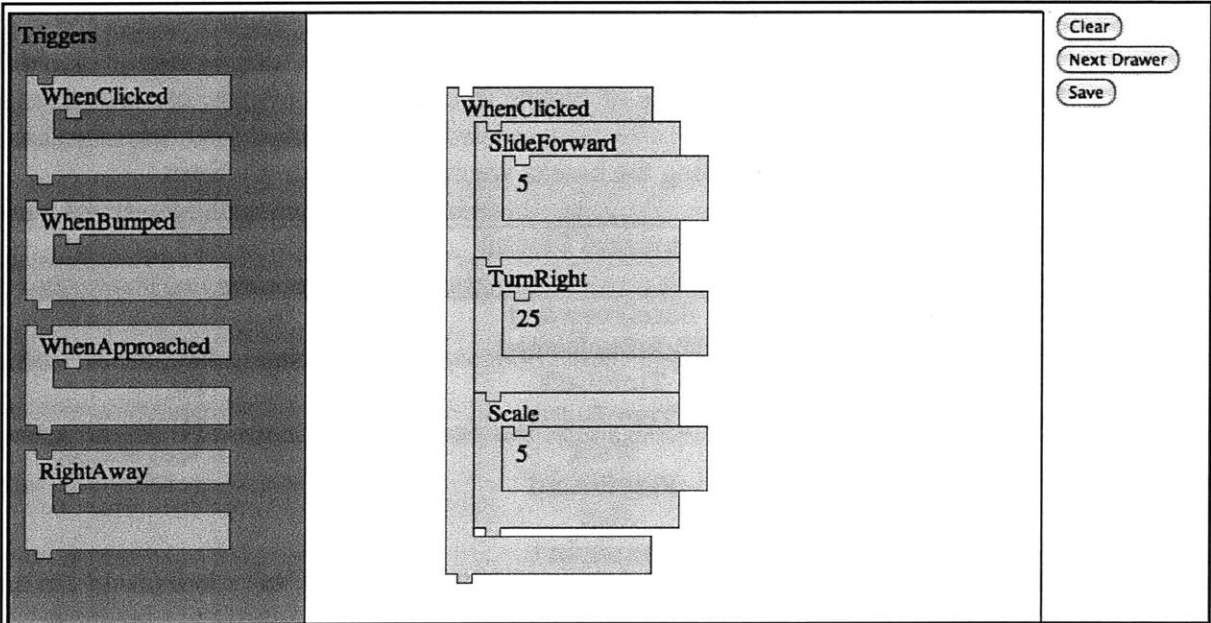 Triggers
WhenClicked
WhenBumped
WhenApproached
RightAway
WhenClicked
SlideForward
5
TurnRight
25
Scale
5
Clear
Next Drawer
Save